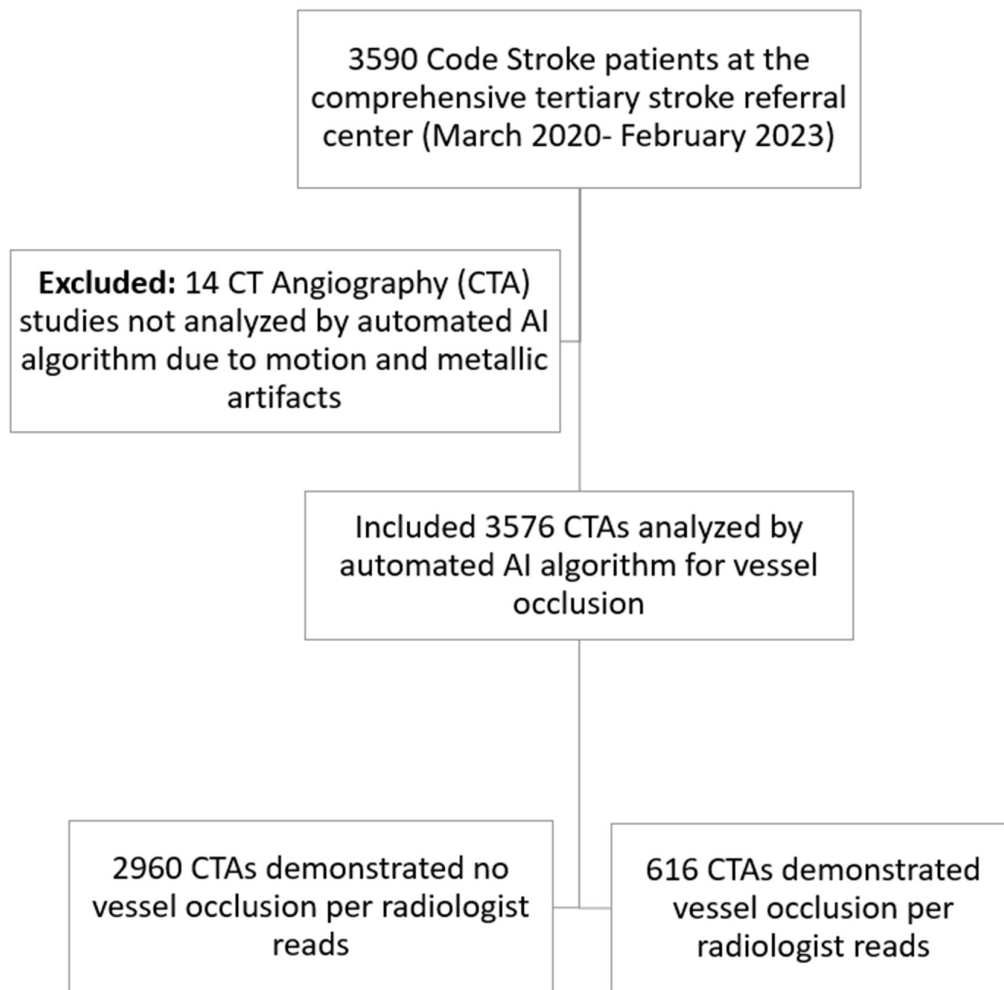 3590 Code Stroke patients at the
comprehensive tertiary stroke referral
center (March 2020- February 2023)
Excluded: 14 CT Angiography (CTA)
studies not analyzed by automated AI
algorithm due to motion and metallic
artifacts
Included 3576 CTAs analyzed by
automated AI algorithm for vessel
occlusion
2960 CTAs demonstrated no
vessel occlusion per radiologist
reads
616 CTAs demonstrated
vessel occlusion per
radiologist reads